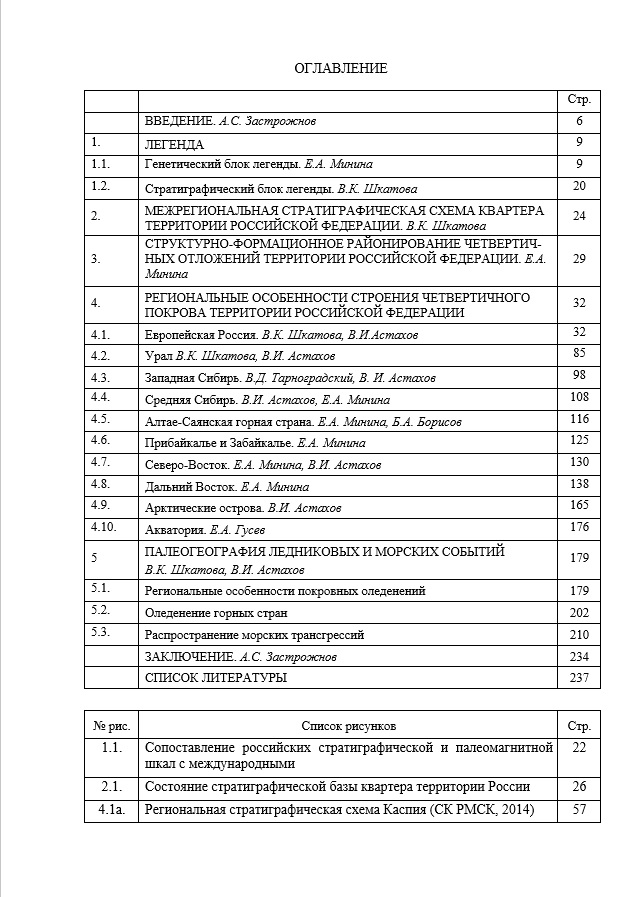 ОГЛАВЛЕНИЕ
Стр.
ВВЕДЕНИЕ. А.С. Застрожнов 6
1. ЛЕГЕНДА 9
1.1. Генетический блок легенды. Е.А. Минина 9
1.2. Стратиграфический блок легенды. В.К. Шкатова 20
2. МЕЖРЕГИОНАЛЬНАЯ СТРАТИГРАФИЧЕСКАЯ СХЕМА КВАРТЕРА
ТЕРРИТОРИИ РОССИЙСКОЙ ФЕДЕРАЦИИ. В.К. Шкатова 24
СТРУКТУРНО-ФОРМАЦИОННОЕ РАЙОНИРОВАНИЕ ЧЕТВЕРТИЧ-
3. НЫХ ОТЛОЖЕНИЙ ТЕРРИТОРИИ РОССИЙСКОЙ ФЕДЕРАЦИИ. Е.А. 29
Минина
4. РЕГИОНАЛЬНЫЕ ОСОБЕННОСТИ СТРОЕНИЯ ЧЕТВЕРТИЧНОГО 32
ПОКРОВА ТЕРРИТОРИИ РОССИЙСКОЙ ФЕДЕРАЦИИ
4.1. Европейская Россия. В.К. Шкатова, В.И.Астахов 32
4.2. Урал В.К. Шкатова, В.И. Астахов 85
4.3. Западная Сибирь. В.Д. Тарноградский, В. И. Астахов 98
4.4. Средняя Сибирь. В.И. Астахов, Е.А. Минина 108
4.5. Алтае-Саянская горная страна. Е.А. Минина, Б.А. Борисов 116
4.6. Прибайкалье и Забайкалье. Е.А. Минина 125
4.7. Северо-Восток. Е.А. Минина, В.И. Астахов 130
4.8. Дальний Восток. Е.А. Минина 138
4.9. Арктические острова. В.И. Астахов 165
4.10. Акватория. Е.А. Гусев 176
5 ПАЛЕОГЕОГРАФИЯ ЛЕДНИКОВЫХ И МОРСКИХ СОБЫТИЙ 179
В.К. Шкатова, В.И. Астахов
5.1. Региональные особенности покровных оледенений 179
5.2. Оледенение горных стран 202
5.3. Распространение морских трансгрессий 210
ЗАКЛЮЧЕНИЕ. А.С. Застрожнов 234
СПИСОК ЛИТЕРАТУРЫ 237
№ рис. Список рисунков Стр.
1.1. Сопоставление российских стратиграфической и палеомагнитной 22
шкал с международными
2.1. Состояние стратиграфической базы квартера территории России 26
4.1а. Региональная стратиграфическая схема Каспия (СК РМСК, 2014) 57